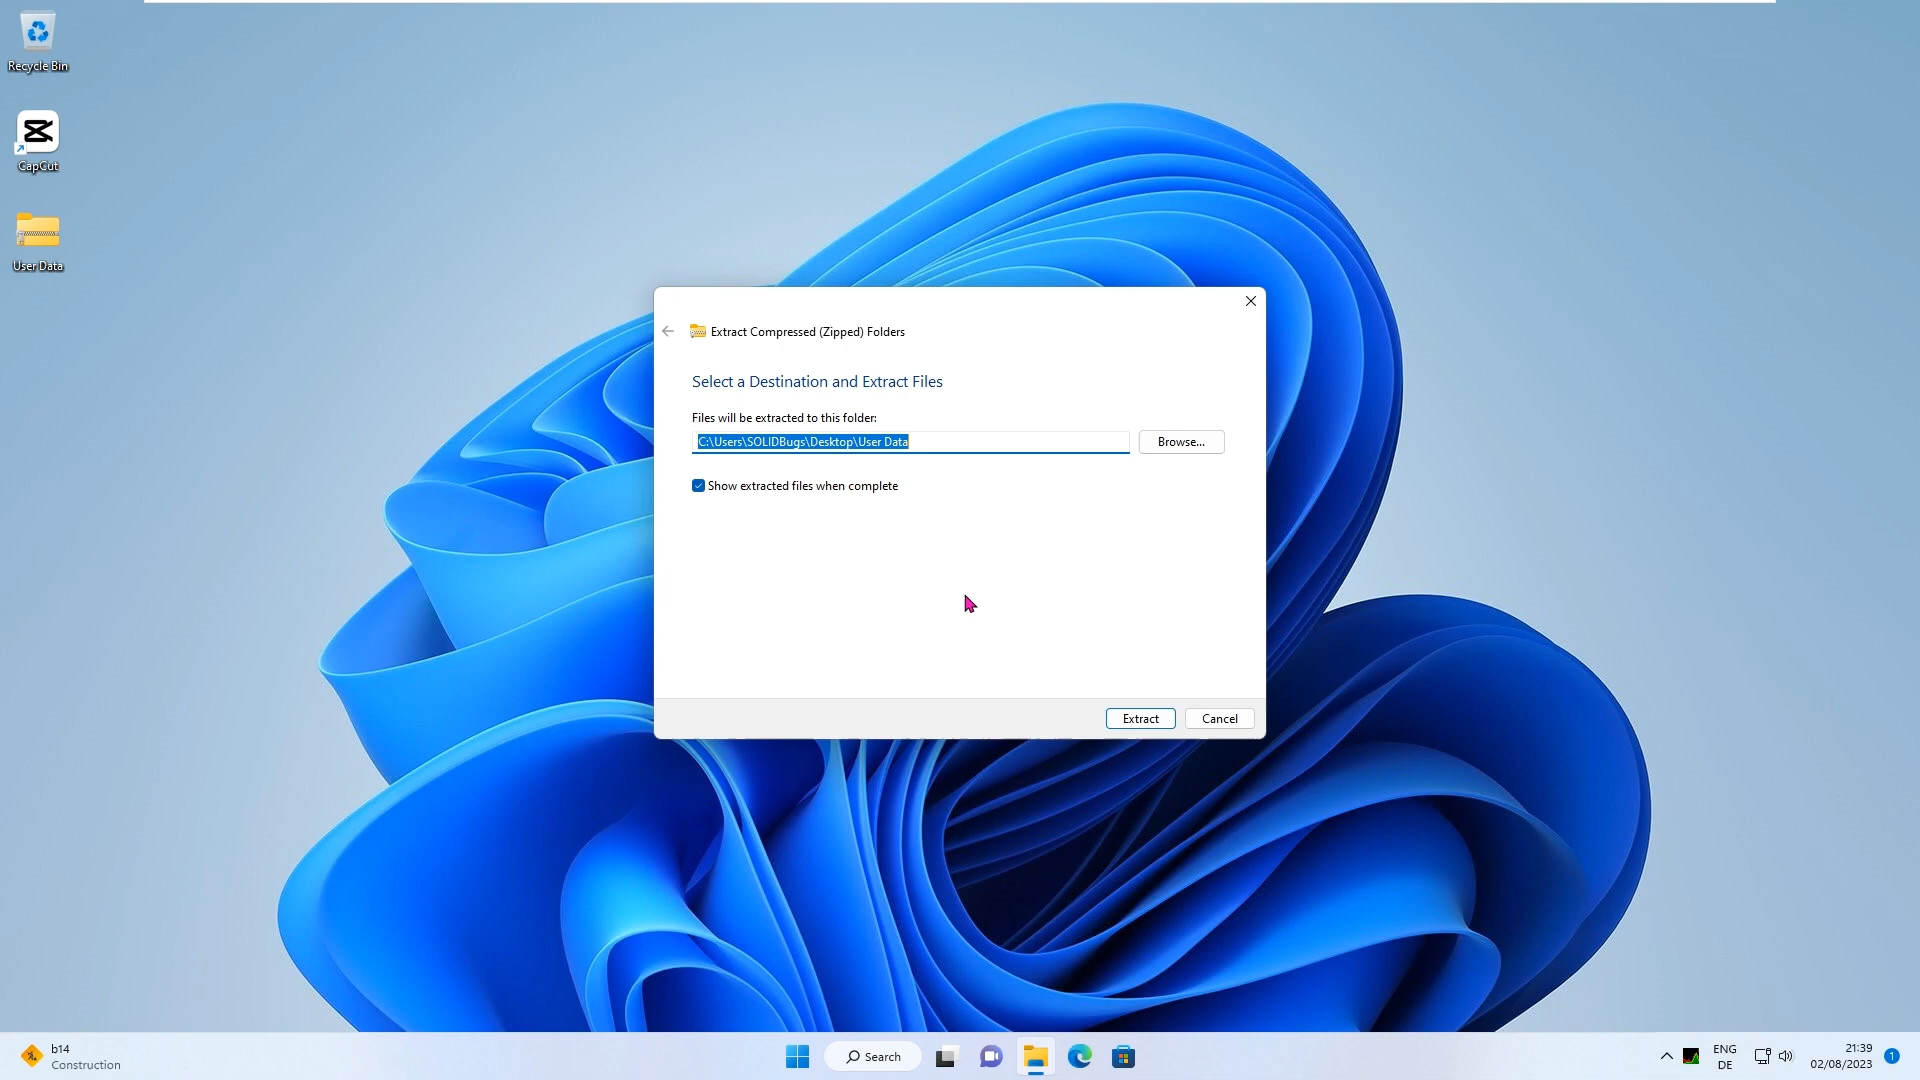 Recycle Bin
CapCut
User Data
Extract Compressed (Zipped) Folders
Select a Destination and Extract Files
Files will be extracted to this folder:
C:\Users\SOLIDBugs\Desktop\User Data
Browse...
Show extracted files when complete
Extract
Cancel
b14
Construction
Search
ENG
DE
21:39
02/08/2023
1